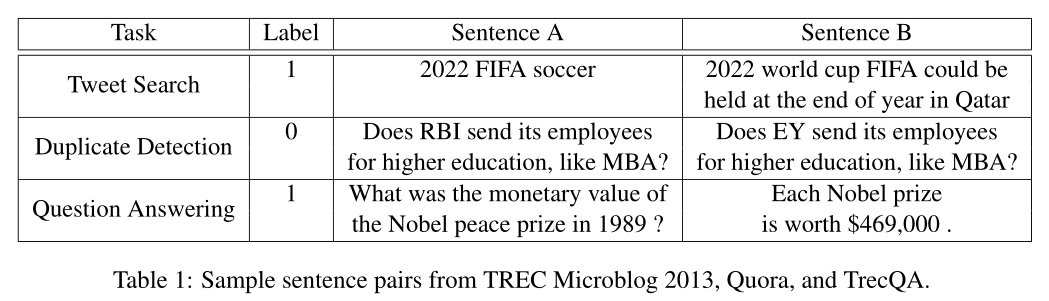 Task Label Sentence A Sentence B
Tweet Search 1 2022 FIFA soccer 2022 world cup FIFA could be
held at the end of year in Qatar
Duplicate Detection 0 Does RBI send its employees
for higher education, like MBA? Does EY send its employees
for higher education, like MBA?
Question Answering 1 What was the monetary value of
the Nobel peace prize in 1989 ? Each Nobel prize
is worth $469,000 .
Table 1: Sample sentence pairs from TREC Microblog 2013, Quora, and TrecQA.